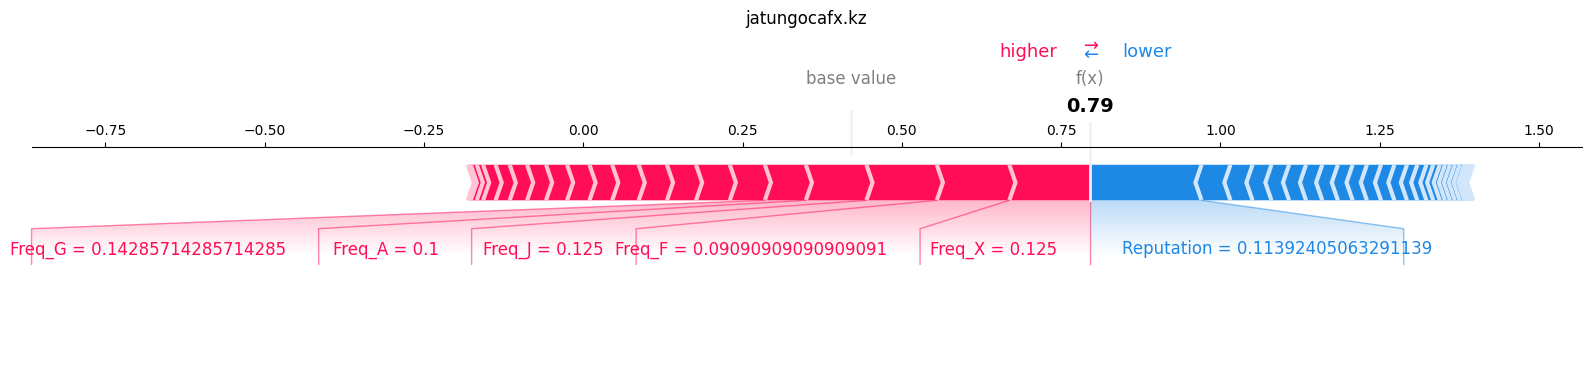 jatungocafx.kz
higher → ← lower
base value f(x)
0.79
−0.75 −0.50 −0.25 0.00 0.25 0.50 0.75 1.00 1.25 1.50
Freq_G = 0.14285714285714285 Freq_A = 0.1 Freq_J = 0.125 Freq_F = 0.09090909090909091 Freq_X = 0.125 Reputation = 0.11392405063291139